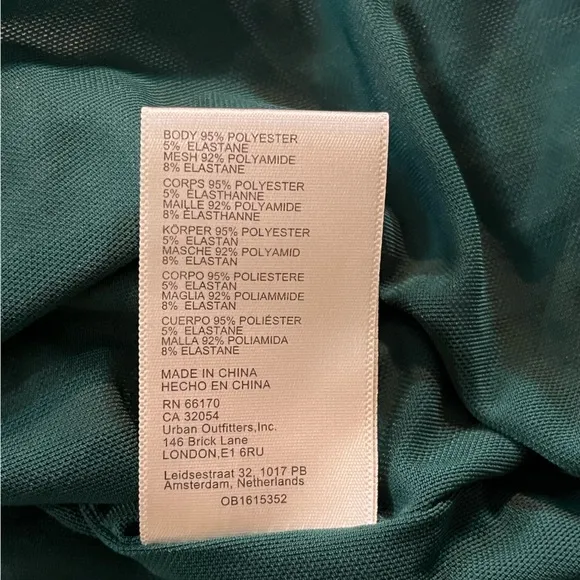 BODY 95% POLYESTER
5% ELASTANE
MESH 92% POLYAMIDE
8% ELASTANE
CORPS 95% POLYESTER
5% ÉLASTHANNE
MAILLE 92% POLYAMIDE
8% ÉLASTHANNE
KÖRPER 95% POLYESTER
5% ELASTAN
MASCHE 92% POLYAMID
8% ELASTAN
CORPO 95% POLIESTERE
5% ELASTAN
MAGLIA 92% POLIAMMIDE
8% ELASTAN
CUERPO 95% POLIÉSTER
5% ELASTANE
MALLA 92% POLIAMIDA
8% ELASTANE
MADE IN CHINA
HECHO EN CHINA
RN 66170
CA 32054
Urban Outfitters,Inc.
146 Brick Lane
LONDON,E1 6RU
Leidsestraat 32, 1017 PB
Amsterdam, Netherlands
OB1615352